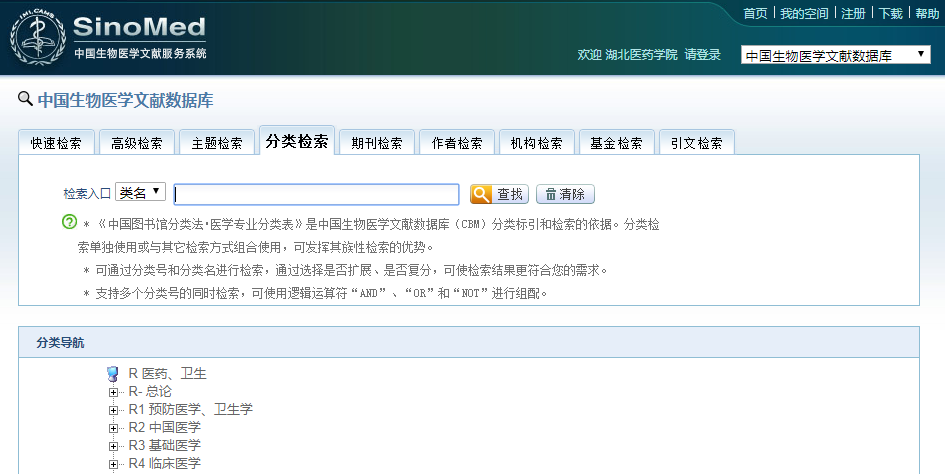 IMI.CAMS
SinoMed
中国生物医学文献服务系统
首页 | 我的空间 | 注册 | 下载 | 帮助
欢迎 湖北医药学院 请登录
中国生物医学文献数据库
中国生物医学文献数据库
快速检索 高级检索 主题检索 分类检索 期刊检索 作者检索 机构检索 基金检索 引文检索
检索入口 类名 查找 清除
* 《中国图书馆分类法·医学专业分类表》是中国生物医学文献数据库（CBM）分类标引和检索的依据。分类检
索单独使用或与其它检索方式组合使用，可发挥其族性检索的优势。
* 可通过分类号和分类名进行检索，通过选择是否扩展、是否复分，可使检索结果更符合您的需求。
* 支持多个分类号的同时检索，可使用逻辑运算符“AND”、“OR”和“NOT”进行组配。
分类导航
R 医药、卫生
R- 总论
R1 预防医学、卫生学
R2 中国医学
R3 基础医学
R4 临床医学